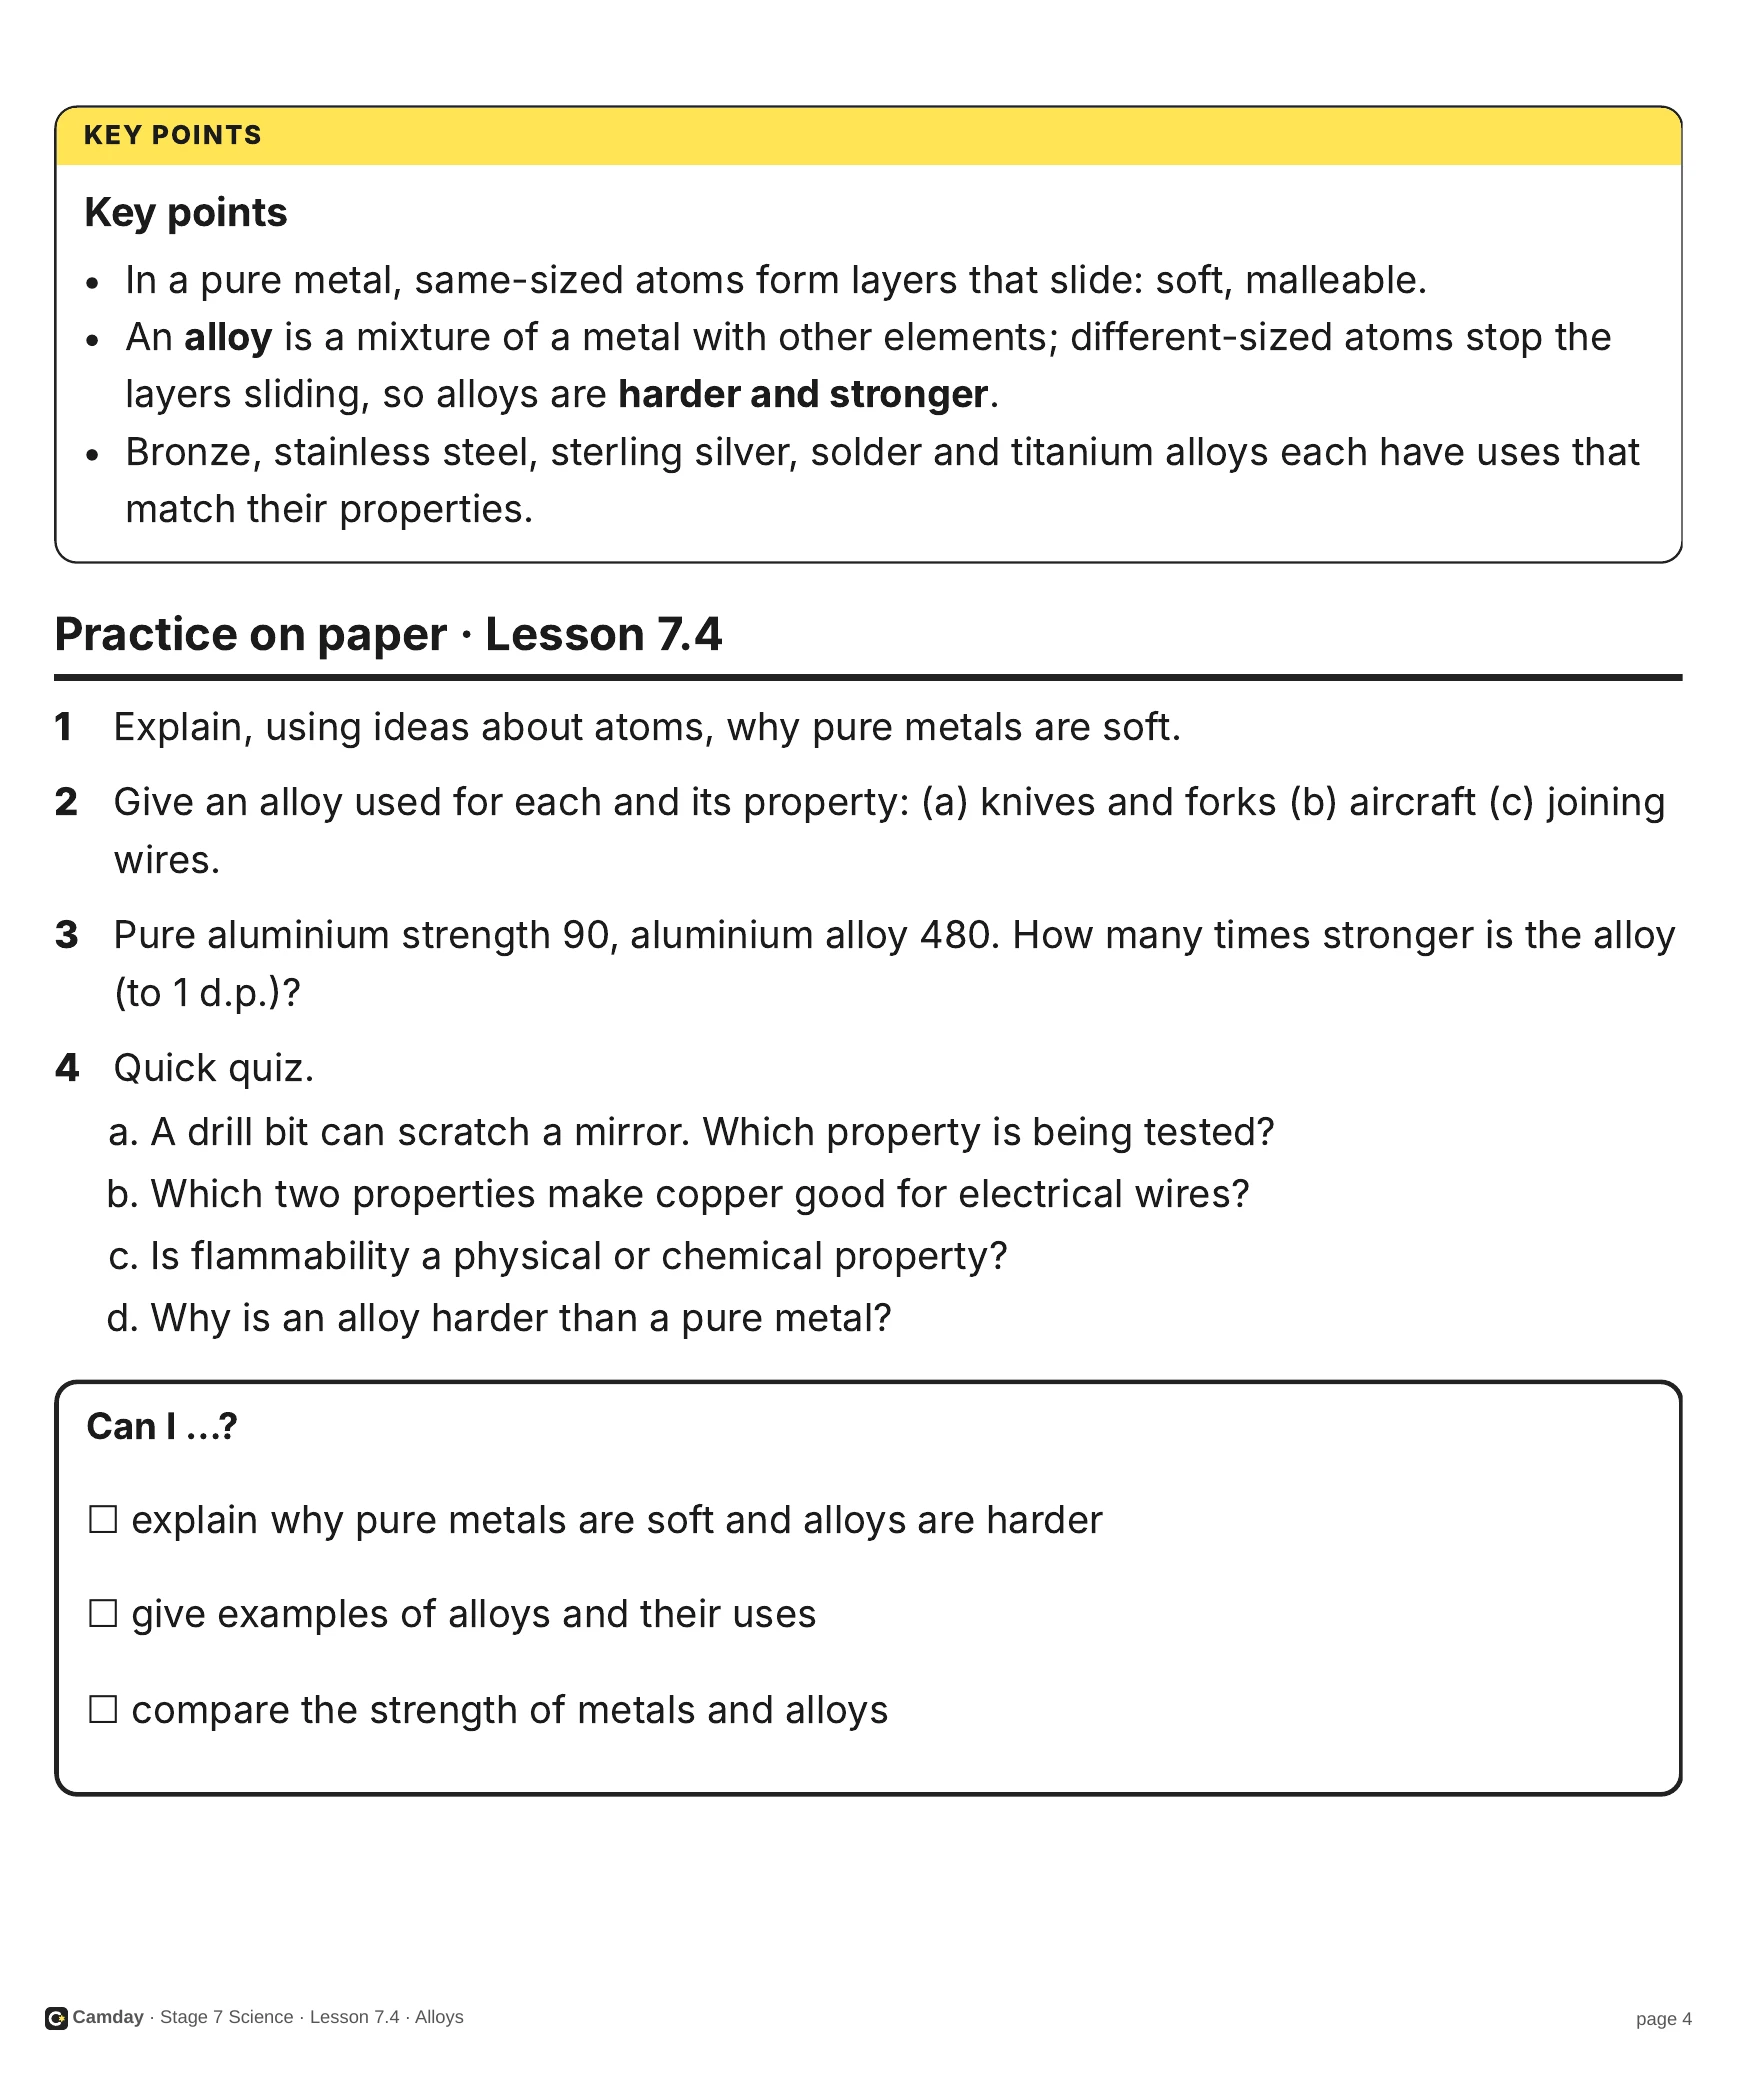 KEY POINTS
Key points
• In a pure metal, same-sized atoms form layers that slide: soft, malleable.
• An alloy is a mixture of a metal with other elements; different-sized atoms stop the
layers sliding, so alloys are harder and stronger.
• Bronze, stainless steel, sterling silver, solder and titanium alloys each have uses that
match their properties.
Practice on paper · Lesson 7.4
1 Explain, using ideas about atoms, why pure metals are soft.
2 Give an alloy used for each and its property: (a) knives and forks (b) aircraft (c) joining
wires.
3 Pure aluminium strength 90, aluminium alloy 480. How many times stronger is the alloy
(to 1 d.p.)?
4 Quick quiz.
a. A drill bit can scratch a mirror. Which property is being tested?
b. Which two properties make copper good for electrical wires?
c. Is flammability a physical or chemical property?
d. Why is an alloy harder than a pure metal?
Can I …?
☐ explain why pure metals are soft and alloys are harder
☐ give examples of alloys and their uses
☐ compare the strength of metals and alloys
Camday · Stage 7 Science · Lesson 7.4 · Alloys
page 4